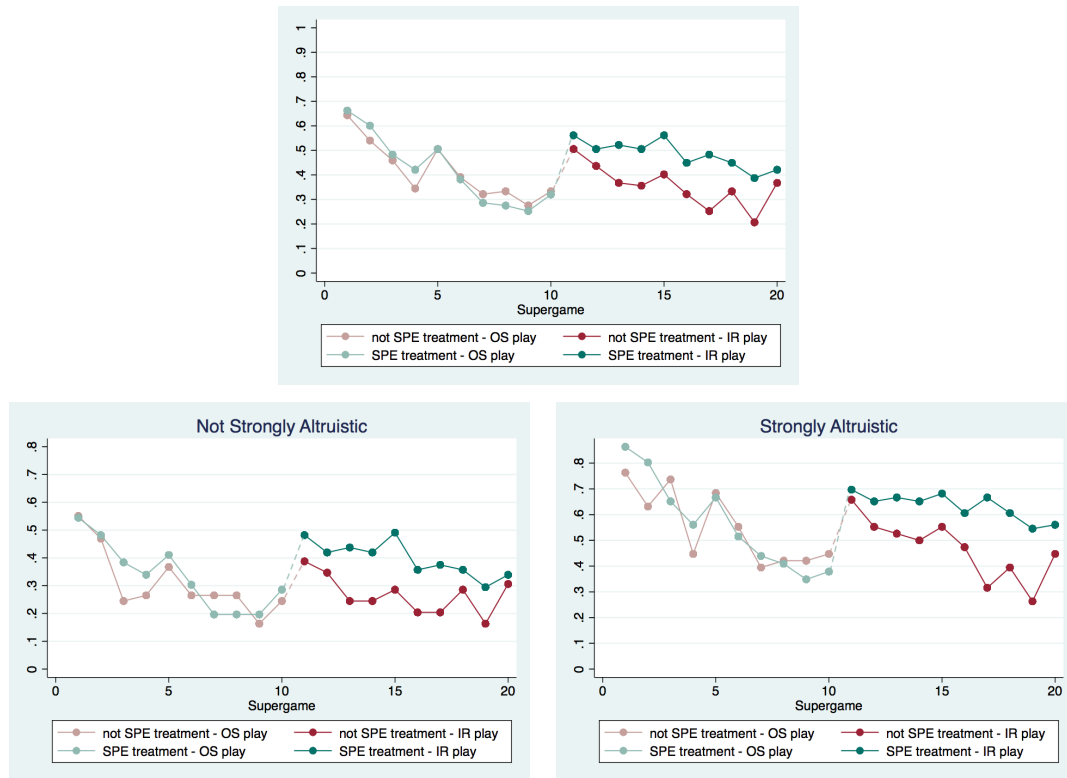 1
.9
.8
.7
.6
.5
.4
.3
.2
.1
0
0 5 10 15 20
Supergame
not SPE treatment - OS play not SPE treatment - IR play
SPE treatment - OS play SPE treatment - IR play
Not Strongly Altruistic
.8
.7
.6
.5
.4
.3
.2
.1
0
0 5 10 15 20
Supergame
not SPE treatment - OS play not SPE treatment - IR play
SPE treatment - OS play SPE treatment - IR play
Strongly Altruistic
.8
.7
.6
.5
.4
.3
.2
.1
0
0 5 10 15 20
Supergame
not SPE treatment - OS play not SPE treatment - IR play
SPE treatment - OS play SPE treatment - IR play